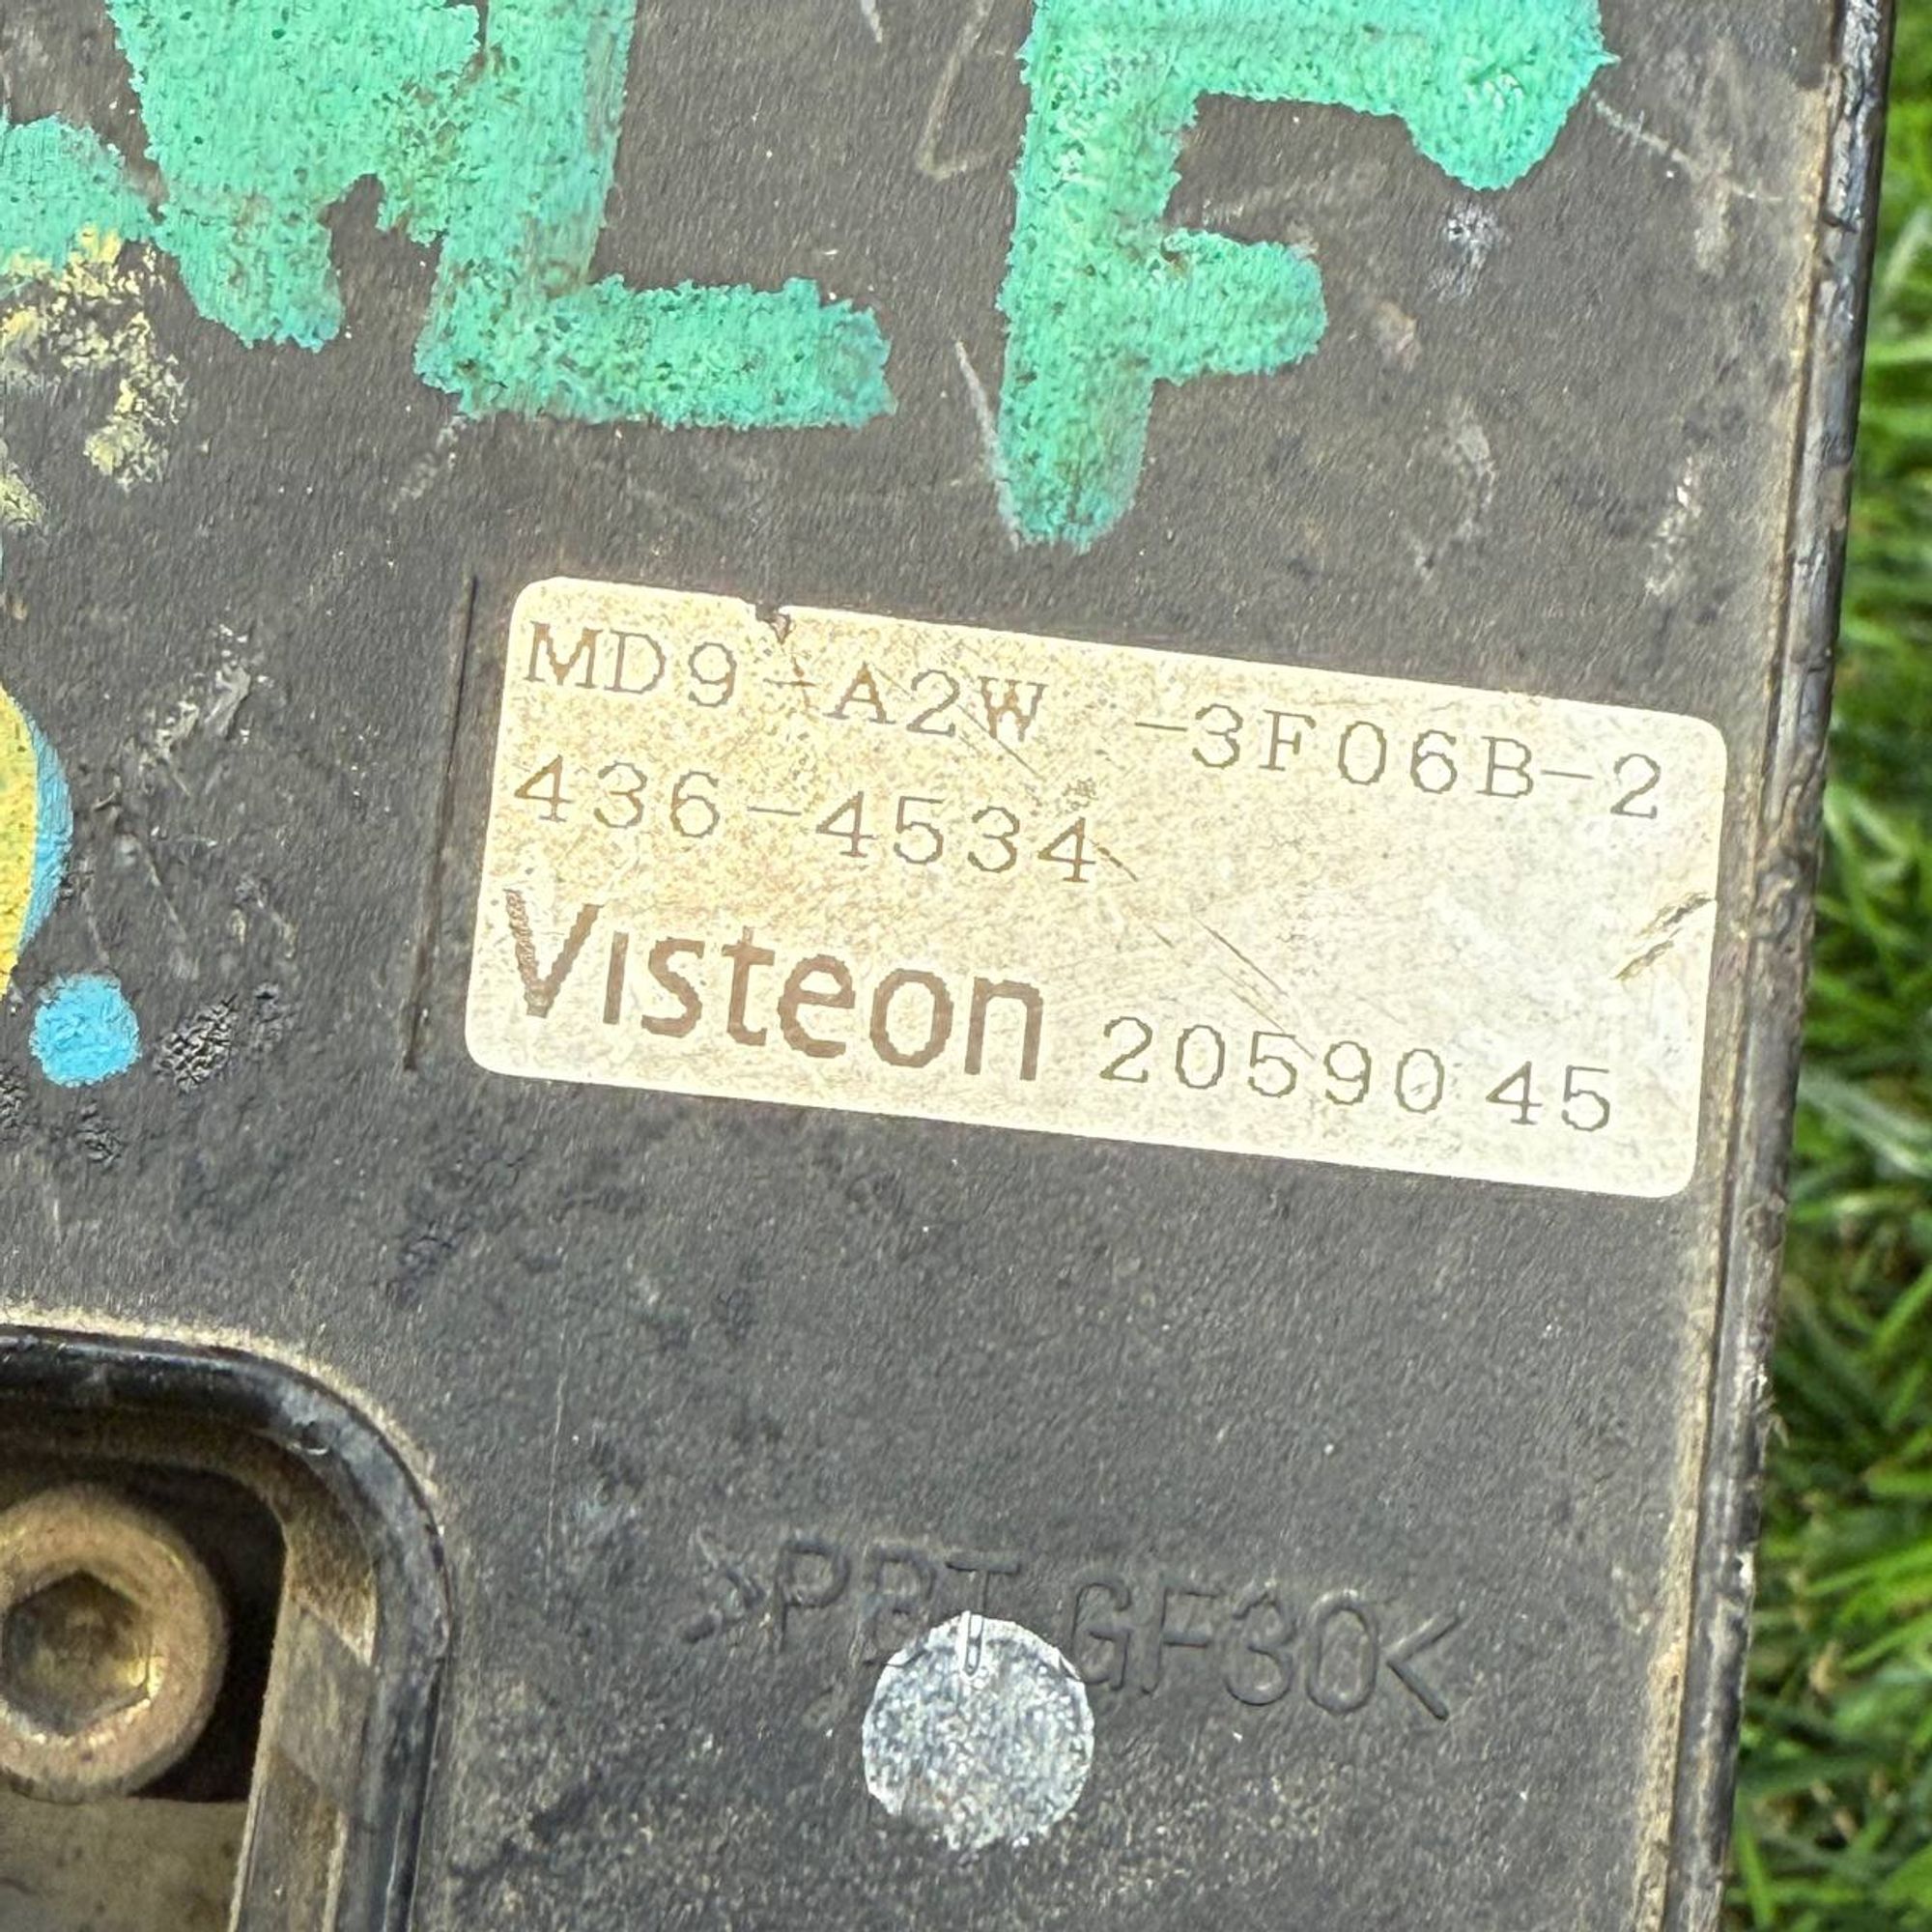 LF
MD9-A2W -3F06B-2
436-4534
Visteon 2059045
>PBT GF30<